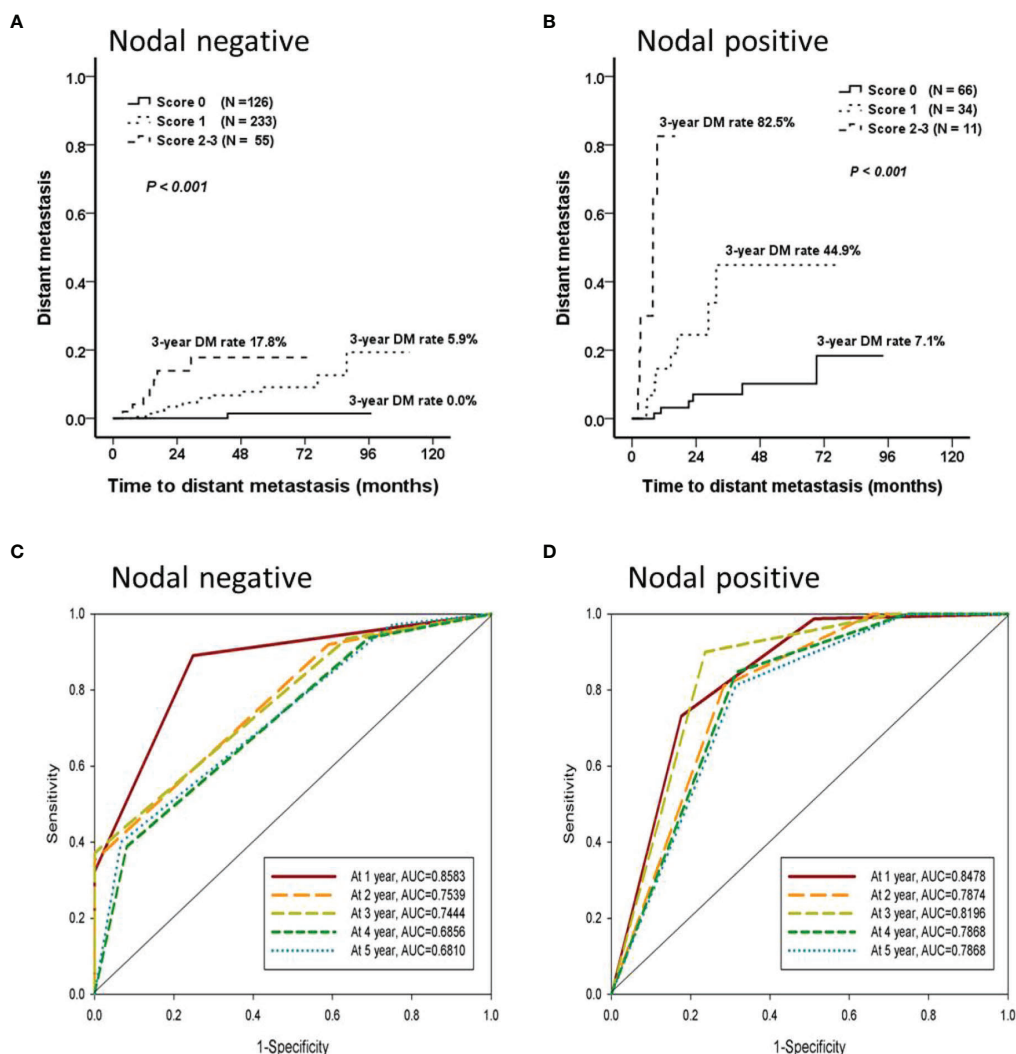 A
Nodal negative
Distant metastasis
1.0
0.8
0.6
0.4
0.2
0.0
Score 0 (N =126)
Score 1 (N = 233)
Score 2-3 (N = 55)
P < 0.001
3-year DM rate 17.8%
3-year DM rate 5.9%
3-year DM rate 0.0%
0 24 48 72 96 120
Time to distant metastasis (months)
B
Nodal positive
Distant metastasis
1.0
0.8
0.6
0.4
0.2
0.0
Score 0 (N = 66)
Score 1 (N = 34)
Score 2-3 (N = 11)
3-year DM rate 82.5%
P < 0.001
3-year DM rate 44.9%
3-year DM rate 7.1%
0 24 48 72 96 120
Time to distant metastasis (months)
C
Nodal negative
Sensitivity
1.0
0.8
0.6
0.4
0.2
0.0
At 1 year, AUC=0.8583
At 2 year, AUC=0.7539
At 3 year, AUC=0.7444
At 4 year, AUC=0.6856
At 5 year, AUC=0.6810
0.0 0.2 0.4 0.6 0.8 1.0
1-Specificity
D
Nodal positive
Sensitivity
1.0
0.8
0.6
0.4
0.2
0.0
At 1 year, AUC=0.8478
At 2 year, AUC=0.7874
At 3 year, AUC=0.8196
At 4 year, AUC=0.7868
At 5 year, AUC=0.7868
0.0 0.2 0.4 0.6 0.8 1.0
1-Specificity